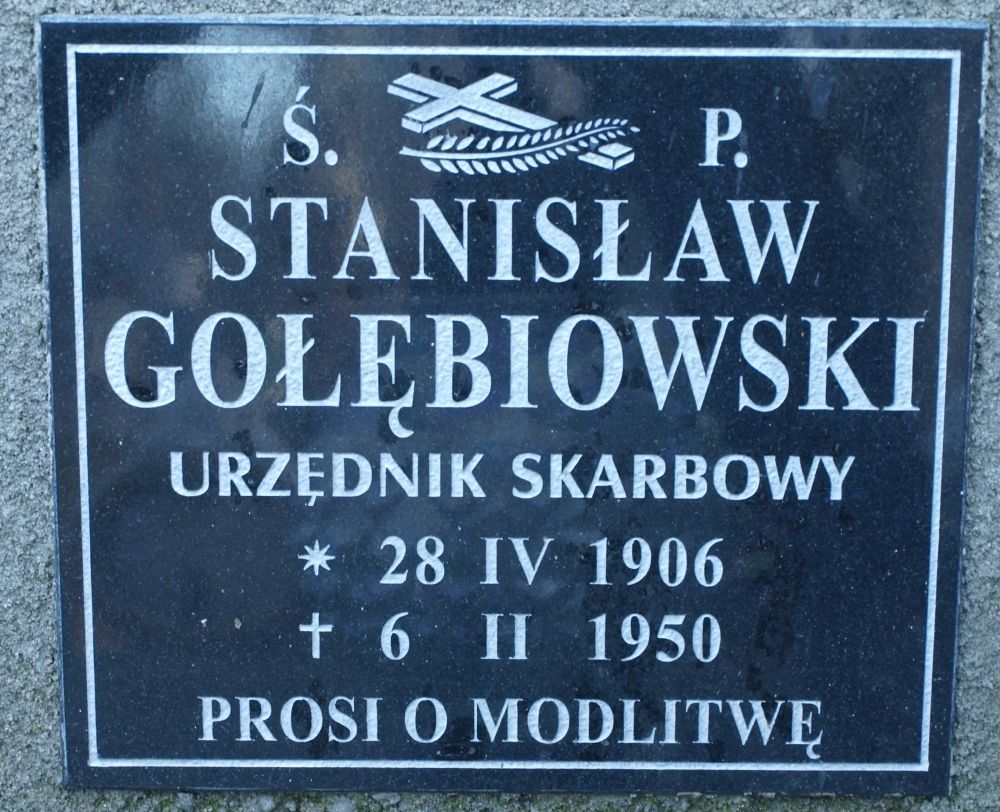 Ś. P.
STANISŁAW
GOŁĘBIOWSKI
URZĘDNIK SKARBOWY
* 28 IV 1906
† 6 II 1950
PROSI O MODLITWĘ